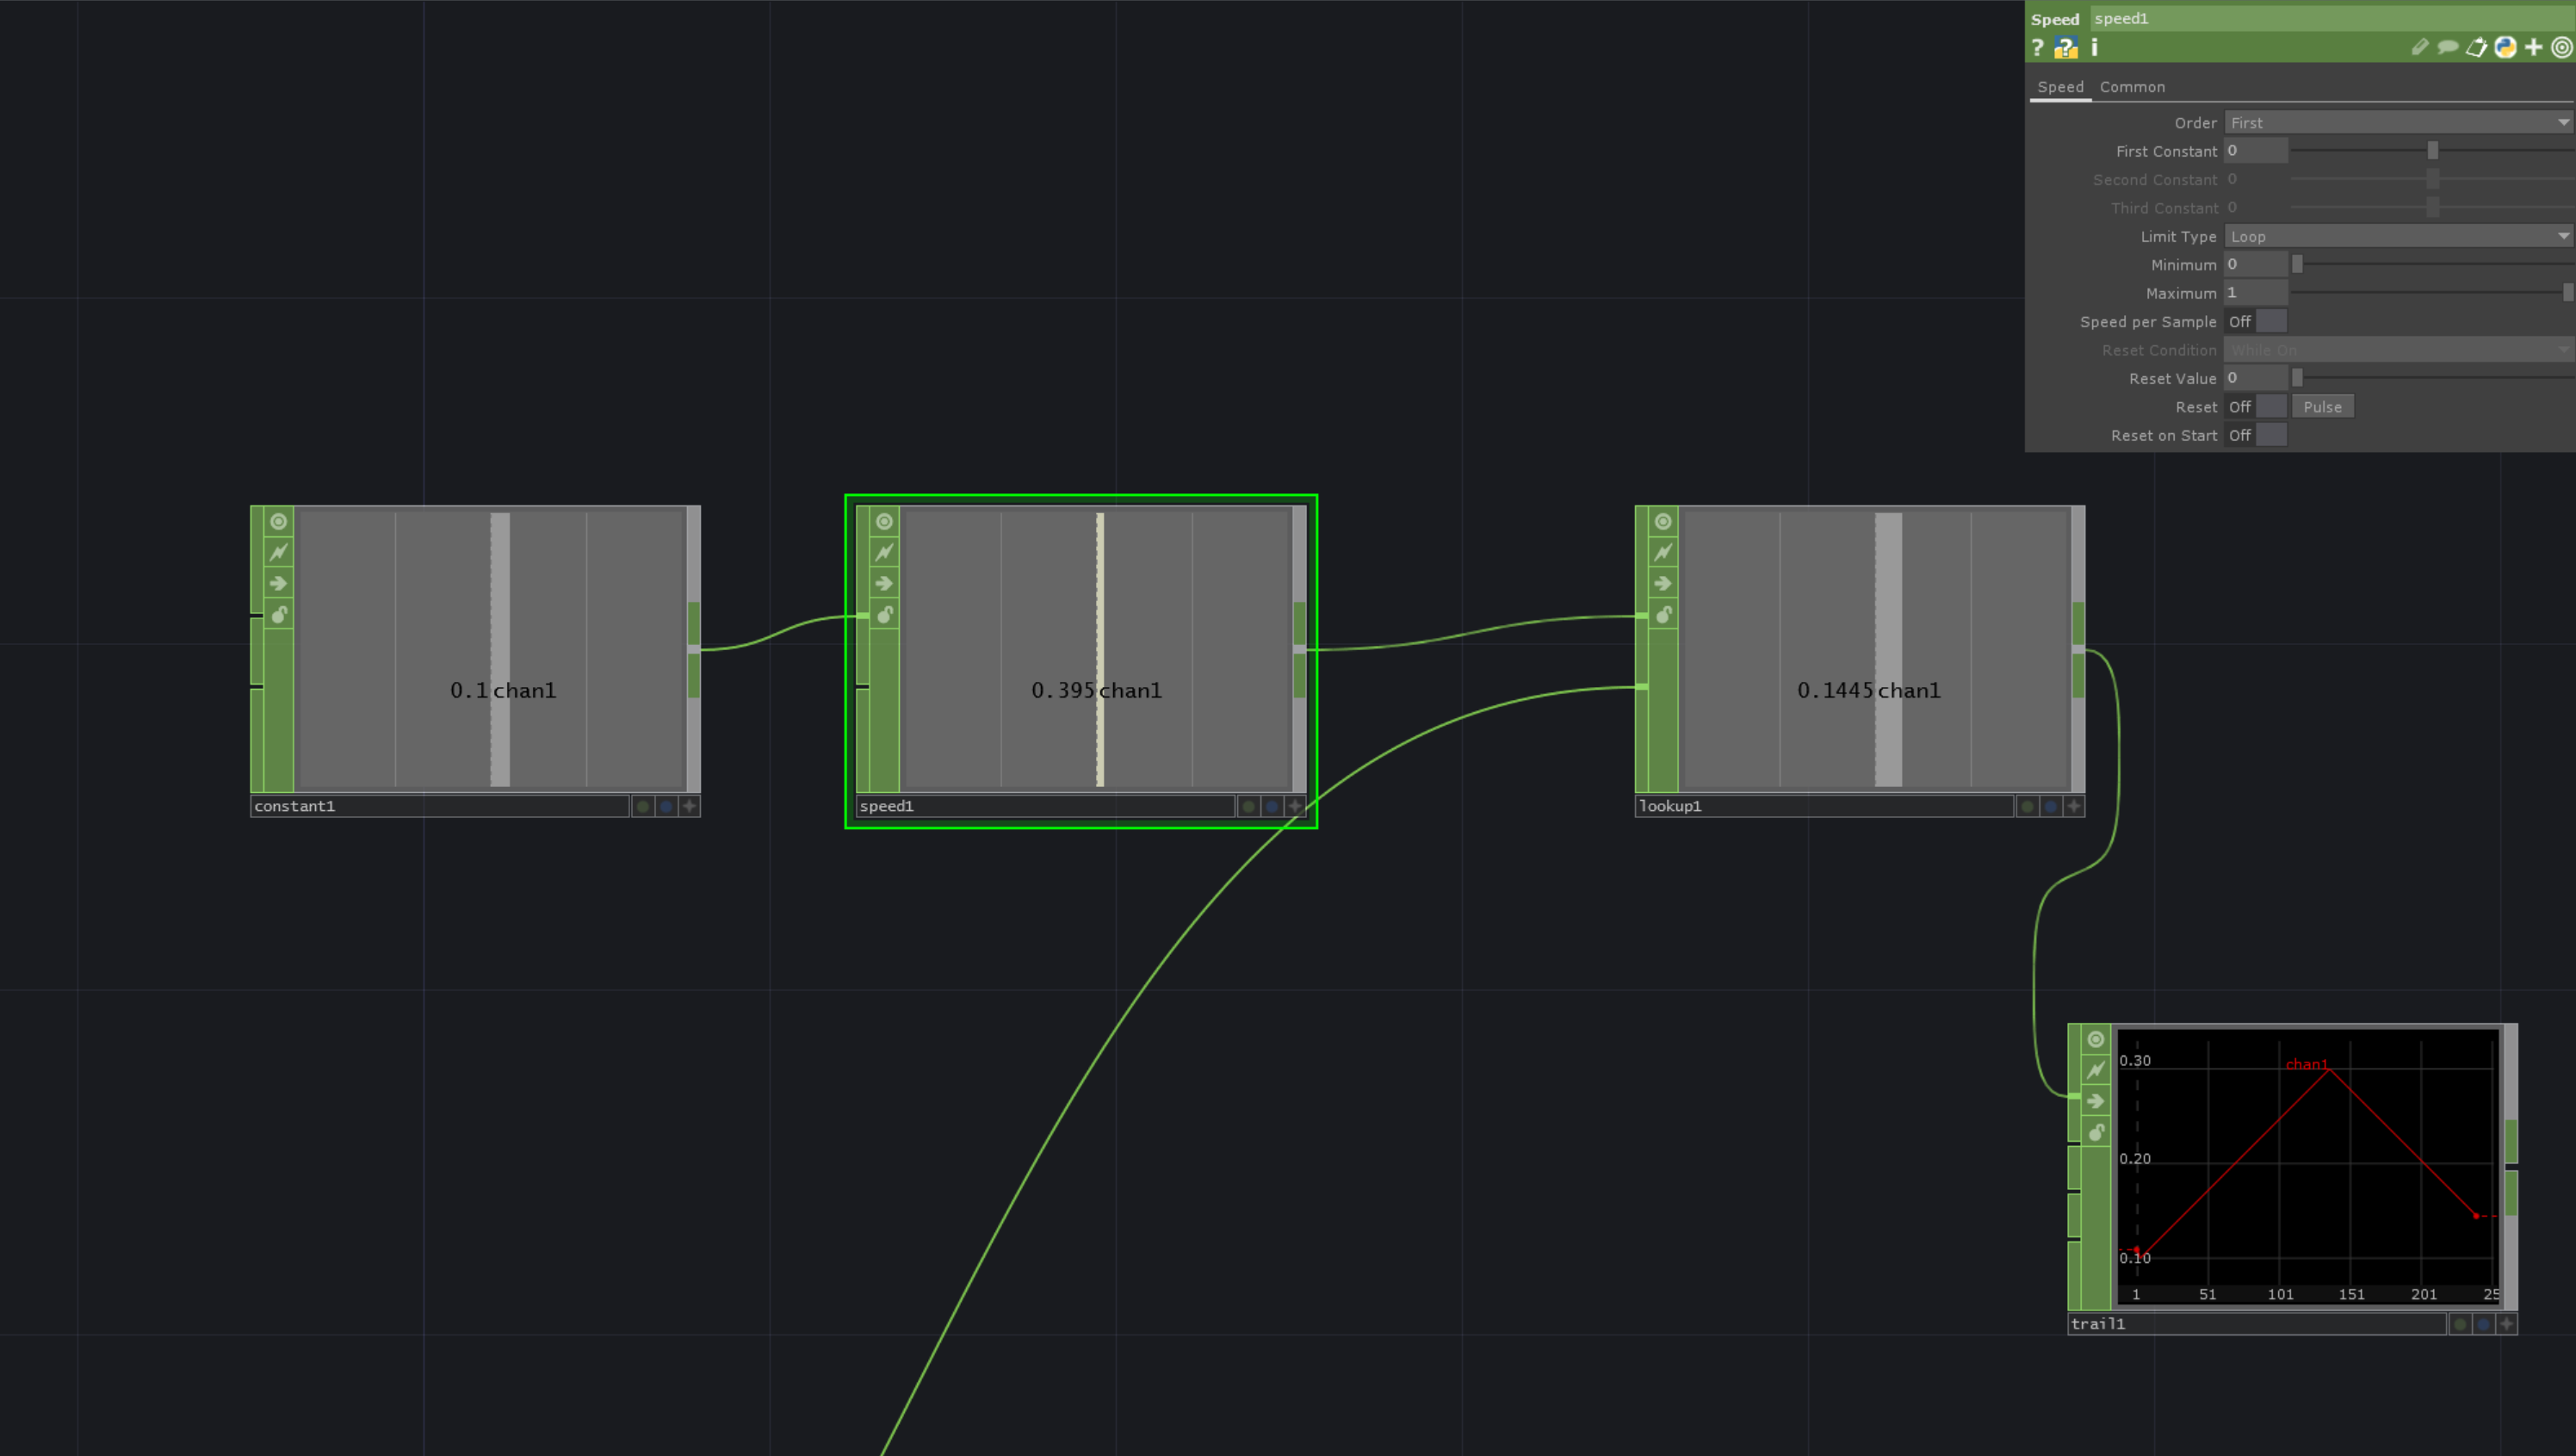 Speed speed1
? ? i
Speed Common
Order First
First Constant 0
Second Constant 0
Third Constant 0
Limit Type Loop
Minimum 0
Maximum 1
Speed per Sample Off
Reset Condition While On
Reset Value 0
Reset Off Pulse
Reset on Start Off
0.1 chan1
constant1
0.395 chan1
speed1
0.1445 chan1
lookup1
chan1
0.30
0.20
0.10
1 51 101 151 201 25
trail1